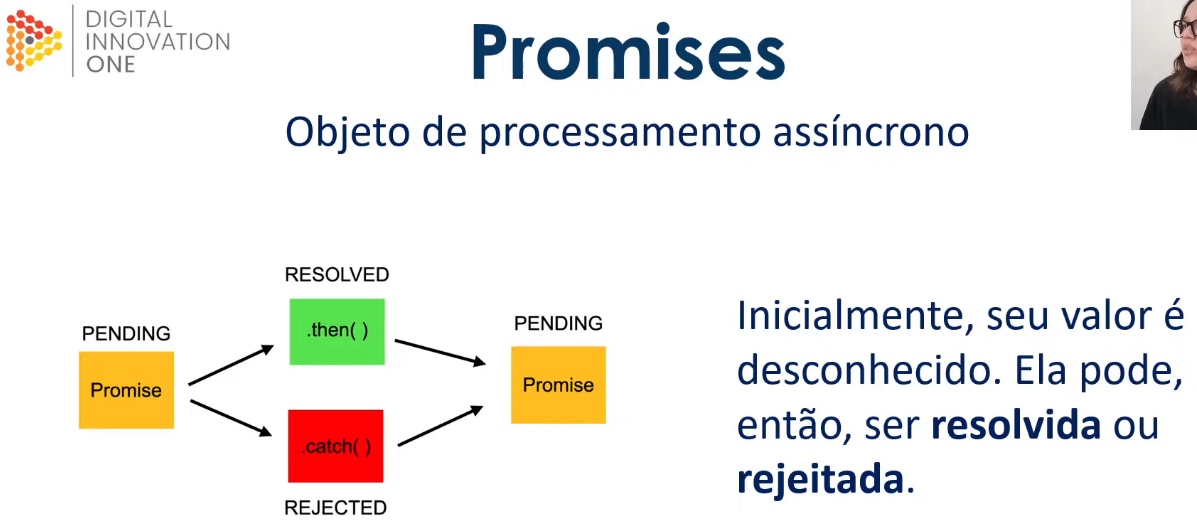 DIGITAL
INNOVATION
ONE
Promises
Objeto de processamento assíncrono
RESOLVED
.then( )
PENDING
Promise
PENDING
Promise
.catch( )
REJECTED
Inicialmente, seu valor é
desconhecido. Ela pode,
então, ser resolvida ou
rejeitada.